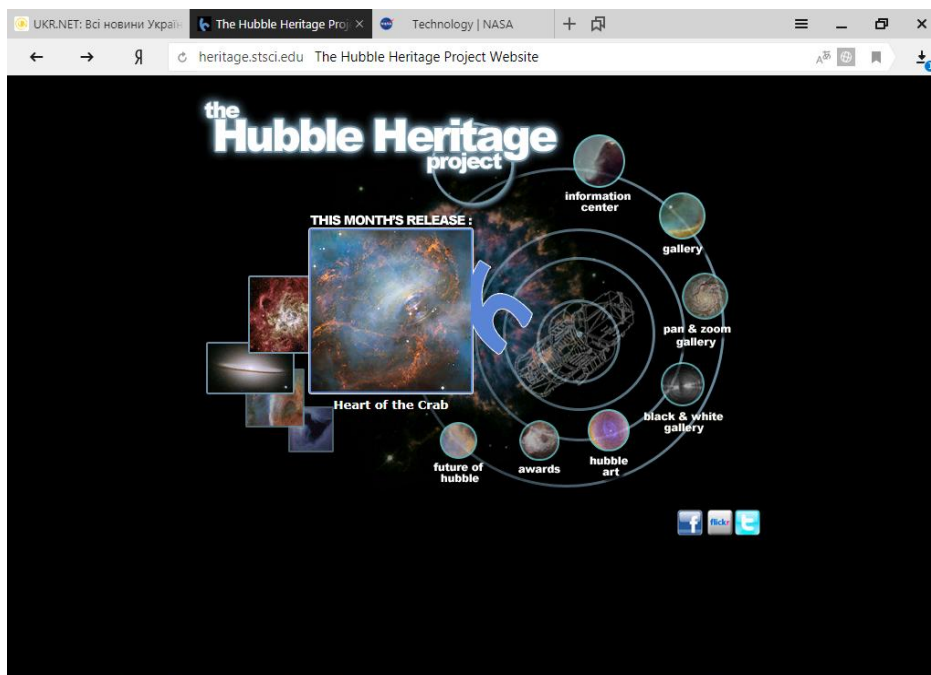 UKR.NET: Всі новини Україн
The Hubble Heritage Proj
Technology | NASA
Я
heritage.stsci.edu The Hubble Heritage Project Website
the
Hubble Heritage
project
information
center
THIS MONTH'S RELEASE :
gallery
pan & zoom
gallery
Heart of the Crab
black & white
gallery
future of
hubble
awards
hubble
art
f
flickr
t